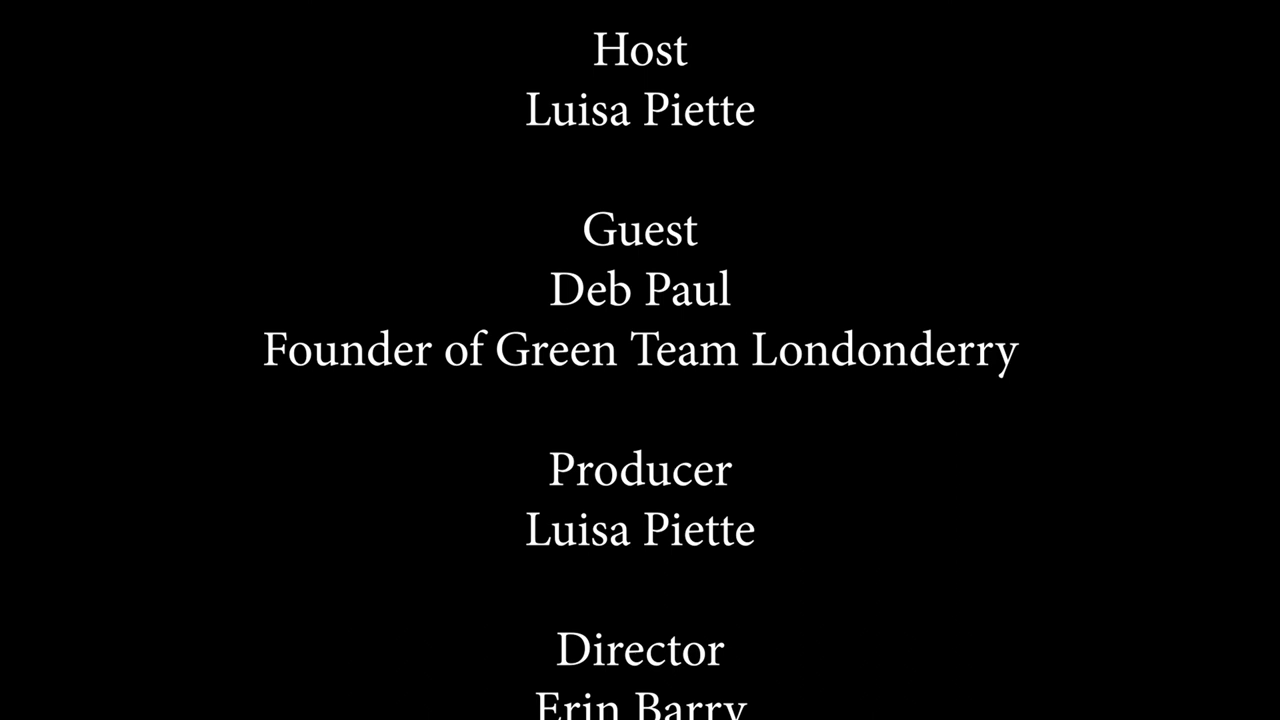 Host
Luisa Piette
Guest
Deb Paul
Founder of Green Team Londonderry
Producer
Luisa Piette
Director
Erin Barry